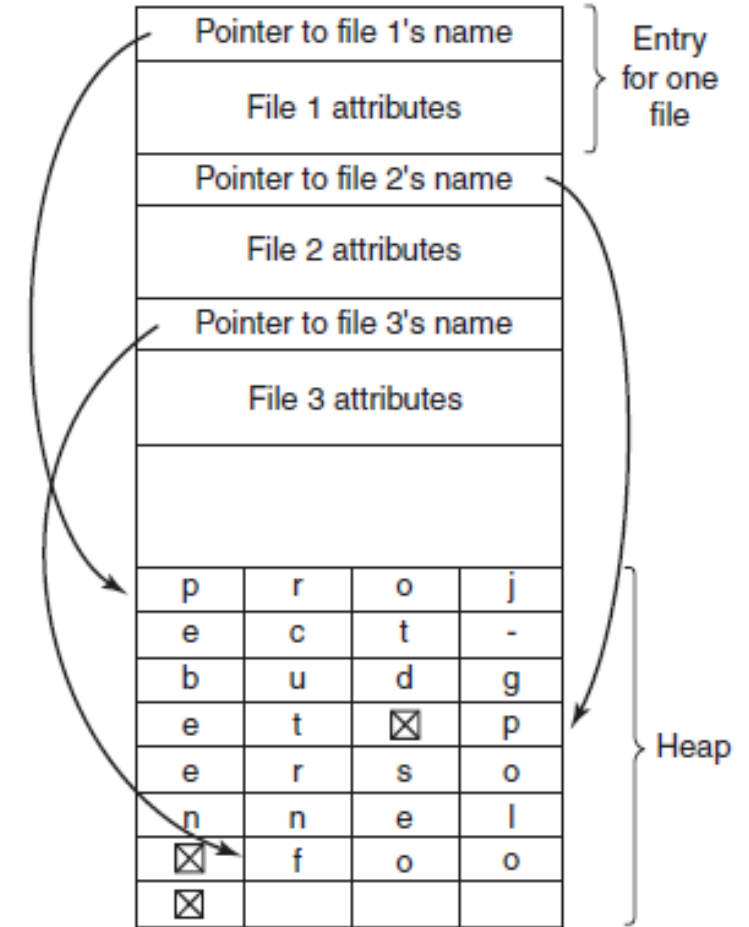 Pointer to file 1's name
Entry
for one
file
File 1 attributes
Pointer to file 2's name
File 2 attributes
Pointer to file 3's name
File 3 attributes
p r o j
e c t -
b u d g
e t ☒ p
e r s o
n n e l
☒ f o o
☒
Heap